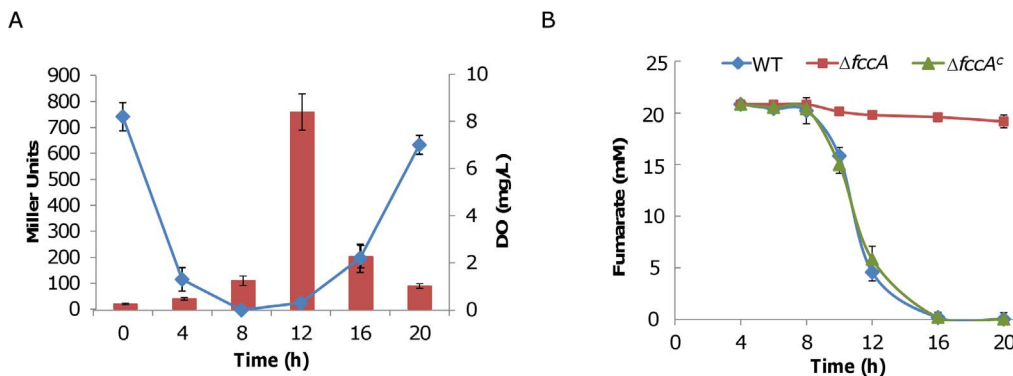 A
Miller Units
900
800
700
600
500
400
300
200
100
0
10
8
6
4
2
0
DO (mg/L)
0 4 8 12 16 20
Time (h)
B
WT ΔfccA ΔfccAᶜ
Fumarate (mM)
25
20
15
10
5
0
4 4 8 12 16 20
Time (h)